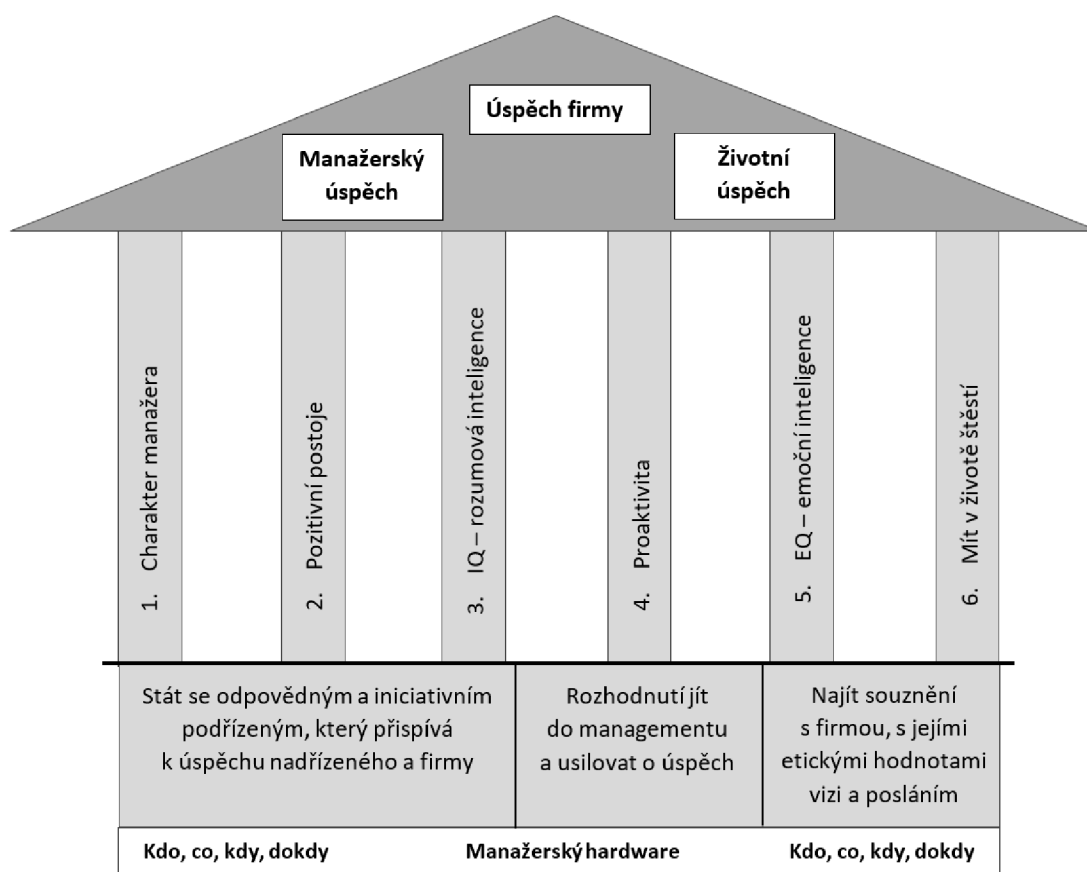 Úspěch firmy
Manažerský
úspěch
Životní
úspěch
1. Charakter manažera
2. Pozitivní postoje
3. IQ – rozumová inteligence
4. Proaktivita
5. EQ – emoční inteligence
6. Mít v životě štěstí
Stát se odpovědným a iniciativním
podřízeným, který přispívá
k úspěchu nadřízeného a firmy
Rozhodnutí jít
do managementu
a usilovat o úspěch
Najít souznění
s firmou, s jejími
etickými hodnotami
vizi a posláním
Kdo, co, kdy, dokdy
Manažerský hardware
Kdo, co, kdy, dokdy